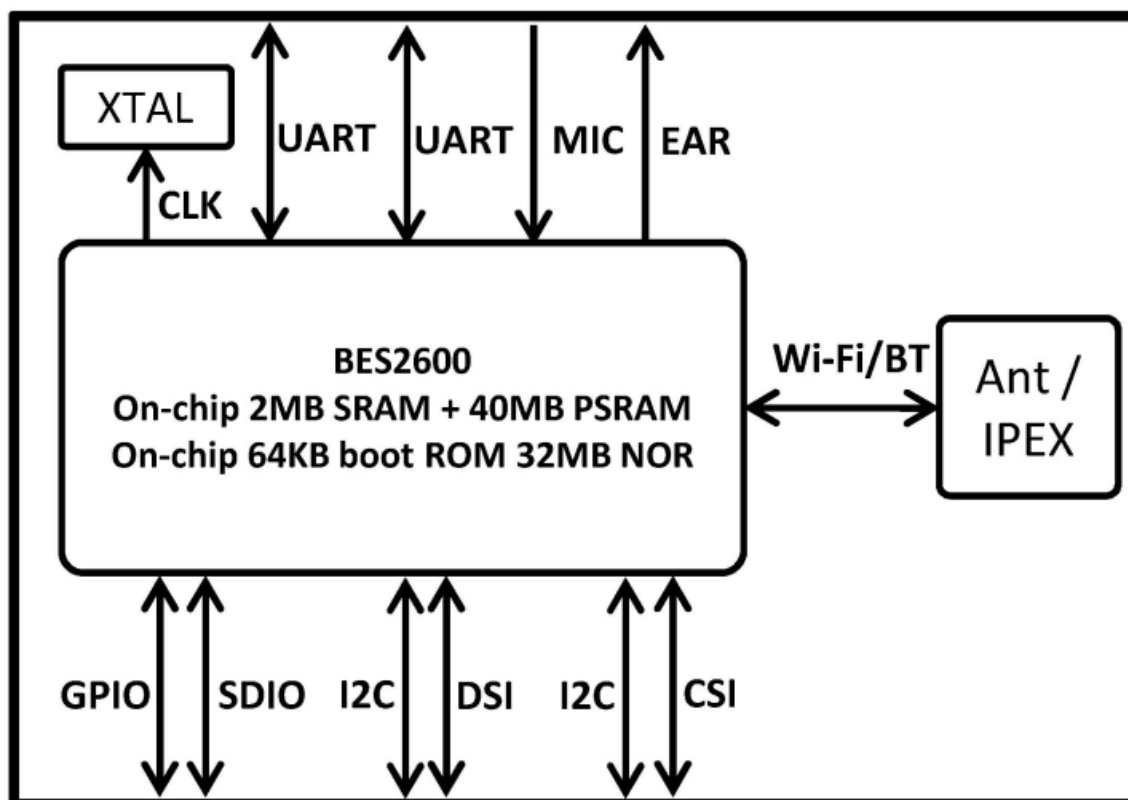 XTAL
UART
UART
MIC
EAR
CLK
BES2600
On-chip 2MB SRAM + 40MB PSRAM
On-chip 64KB boot ROM 32MB NOR
Wi-Fi/BT
Ant /
IPEX
GPIO
SDIO
I2C
DSI
I2C
CSI